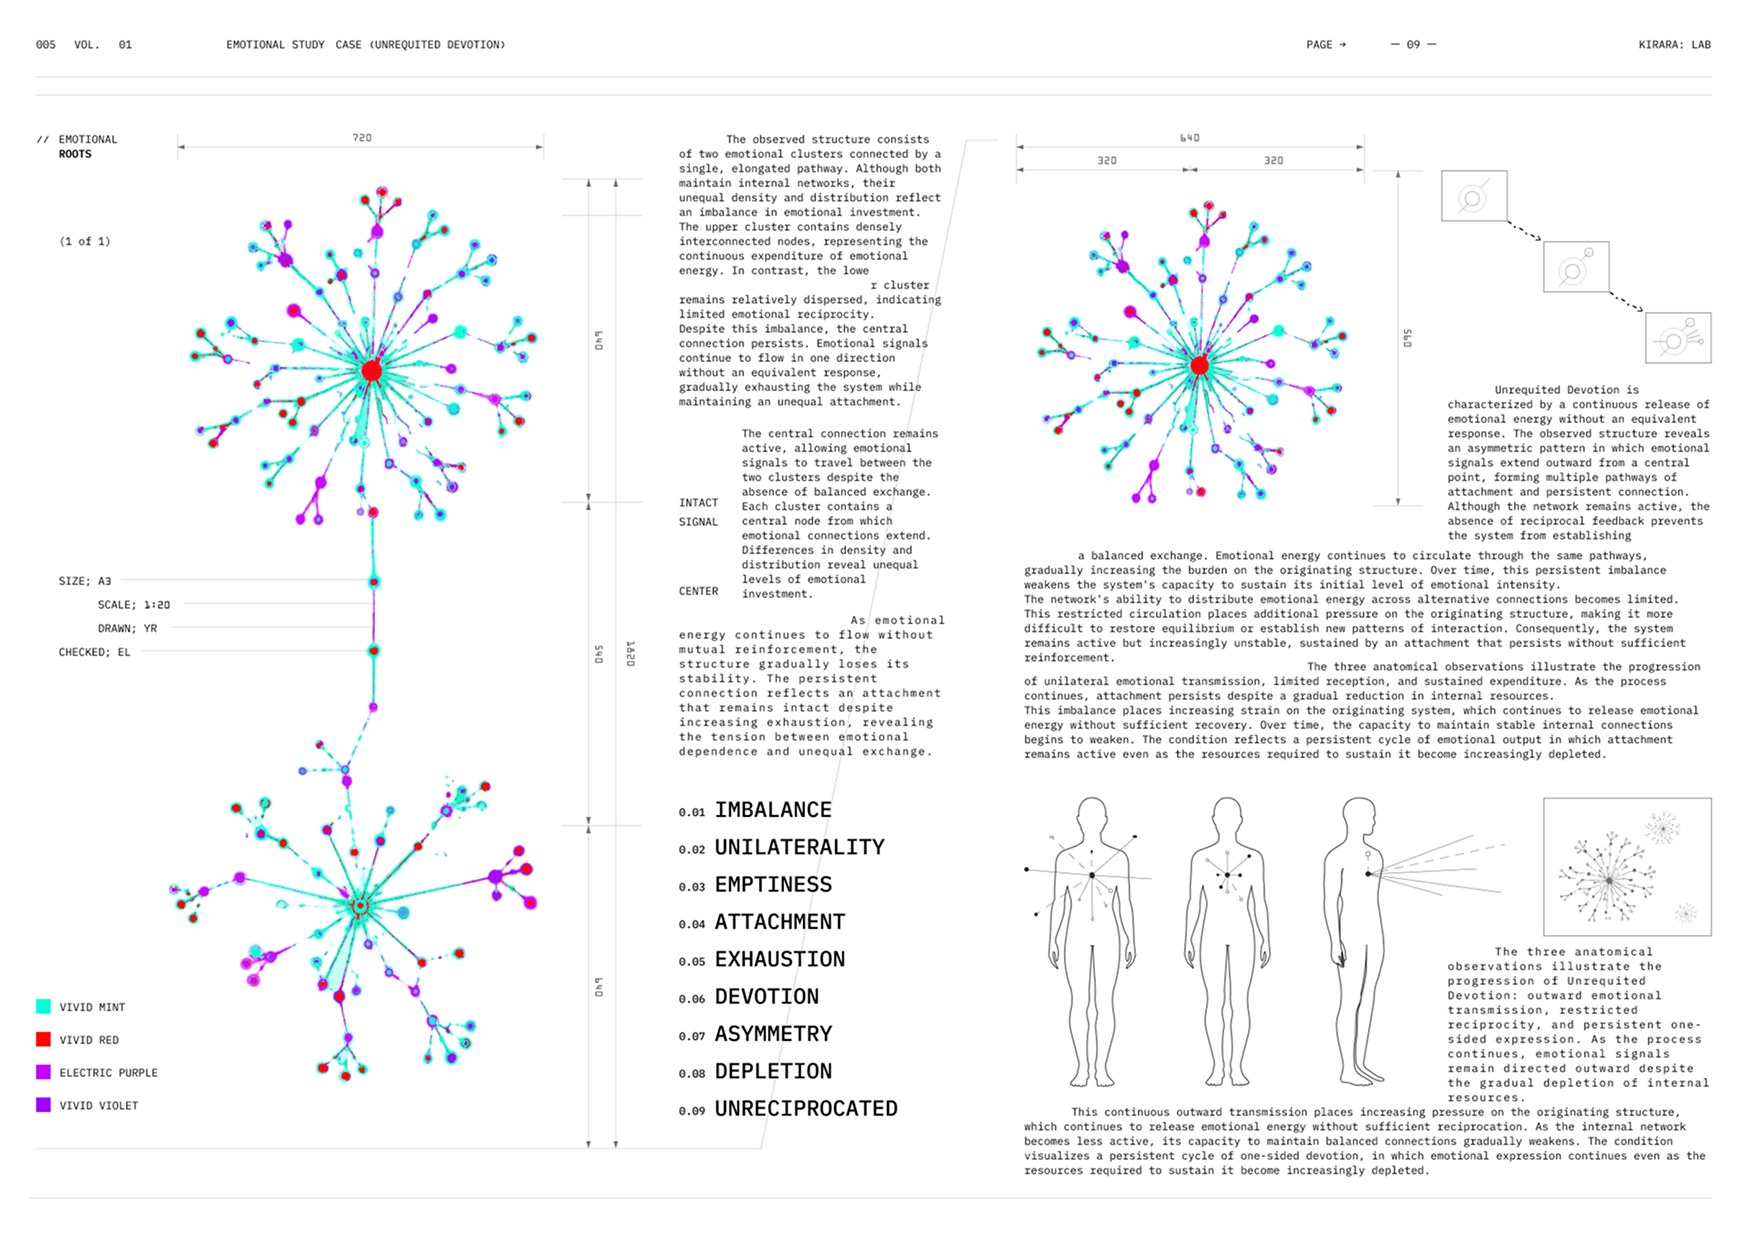 005 VOL. 01
EMOTIONAL STUDY CASE (UNREQUITED DEVOTION)
PAGE →
— 09 —
KIRARA: LAB
// EMOTIONAL
ROOTS
(1 of 1)
720
640
540
1820
640
SIZE; A3
SCALE; 1:20
DRAWN; YR
CHECKED; EL
VIVID MINT
VIVID RED
ELECTRIC PURPLE
VIVID VIOLET
The observed structure consists
of two emotional clusters connected by a
single, elongated pathway. Although both
maintain internal networks, their
unequal density and distribution reflect
an imbalance in emotional investment.
The upper cluster contains densely
interconnected nodes, representing the
continuous expenditure of emotional
energy. In contrast, the lowe
r cluster
remains relatively dispersed, indicating
limited emotional reciprocity.
Despite this imbalance, the central
connection persists. Emotional signals
continue to flow in one direction
without an equivalent response,
gradually exhausting the system while
maintaining an unequal attachment.
INTACT
SIGNAL
CENTER
The central connection remains
active, allowing emotional
signals to travel between the
two clusters despite the
absence of balanced exchange.
Each cluster contains a
central node from which
emotional connections extend.
Differences in density and
distribution reveal unequal
levels of emotional
investment.
As emotional
energy continues to flow without
mutual reinforcement, the
structure gradually loses its
stability. The persistent
connection reflects an attachment
that remains intact despite
increasing exhaustion, revealing
the tension between emotional
dependence and unequal exchange.
0.01 IMBALANCE
0.02 UNILATERALITY
0.03 EMPTINESS
0.04 ATTACHMENT
0.05 EXHAUSTION
0.06 DEVOTION
0.07 ASYMMETRY
0.08 DEPLETION
0.09 UNRECIPROCATED
640
320 320
560
Unrequited Devotion is
characterized by a continuous release of
emotional energy without an equivalent
response. The observed structure reveals
an asymmetric pattern in which emotional
signals extend outward from a central
point, forming multiple pathways of
attachment and persistent connection.
Although the network remains active, the
absence of reciprocal feedback prevents
the system from establishing
a balanced exchange. Emotional energy continues to circulate through the same pathways,
gradually increasing the burden on the originating structure. Over time, this persistent imbalance
weakens the system's capacity to sustain its initial level of emotional intensity.
The network's ability to distribute emotional energy across alternative connections becomes limited.
This restricted circulation places additional pressure on the originating structure, making it more
difficult to restore equilibrium or establish new patterns of interaction. Consequently, the system
remains active but increasingly unstable, sustained by an attachment that persists without sufficient
reinforcement.
The three anatomical observations illustrate the progression
of unilateral emotional transmission, limited reception, and sustained expenditure. As the process
continues, attachment persists despite a gradual reduction in internal resources.
This imbalance places increasing strain on the originating system, which continues to release emotional
energy without sufficient recovery. Over time, the capacity to maintain stable internal connections
begins to weaken. The condition reflects a persistent cycle of emotional output in which attachment
remains active even as the resources required to sustain it become increasingly depleted.
The three anatomical
observations illustrate the
progression of Unrequited
Devotion: outward emotional
transmission, restricted
reciprocity, and persistent one-
sided expression. As the process
continues, emotional signals
remain directed outward despite
the gradual depletion of internal
resources.
This continuous outward transmission places increasing pressure on the originating structure,
which continues to release emotional energy without sufficient reciprocation. As the internal network
becomes less active, its capacity to maintain balanced connections gradually weakens. The condition
visualizes a persistent cycle of one-sided devotion, in which emotional expression continues even as the
resources required to sustain it become increasingly depleted.